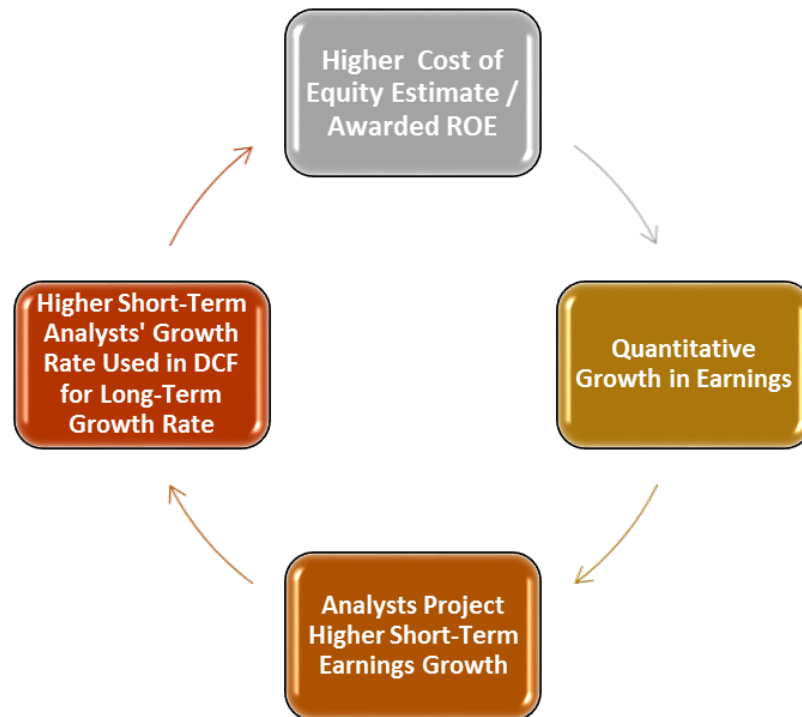 Higher Cost of
Equity Estimate /
Awarded ROE
Quantitative
Growth in Earnings
Analysts Project
Higher Short-Term
Earnings Growth
Higher Short-Term
Analysts' Growth
Rate Used in DCF
for Long-Term
Growth Rate